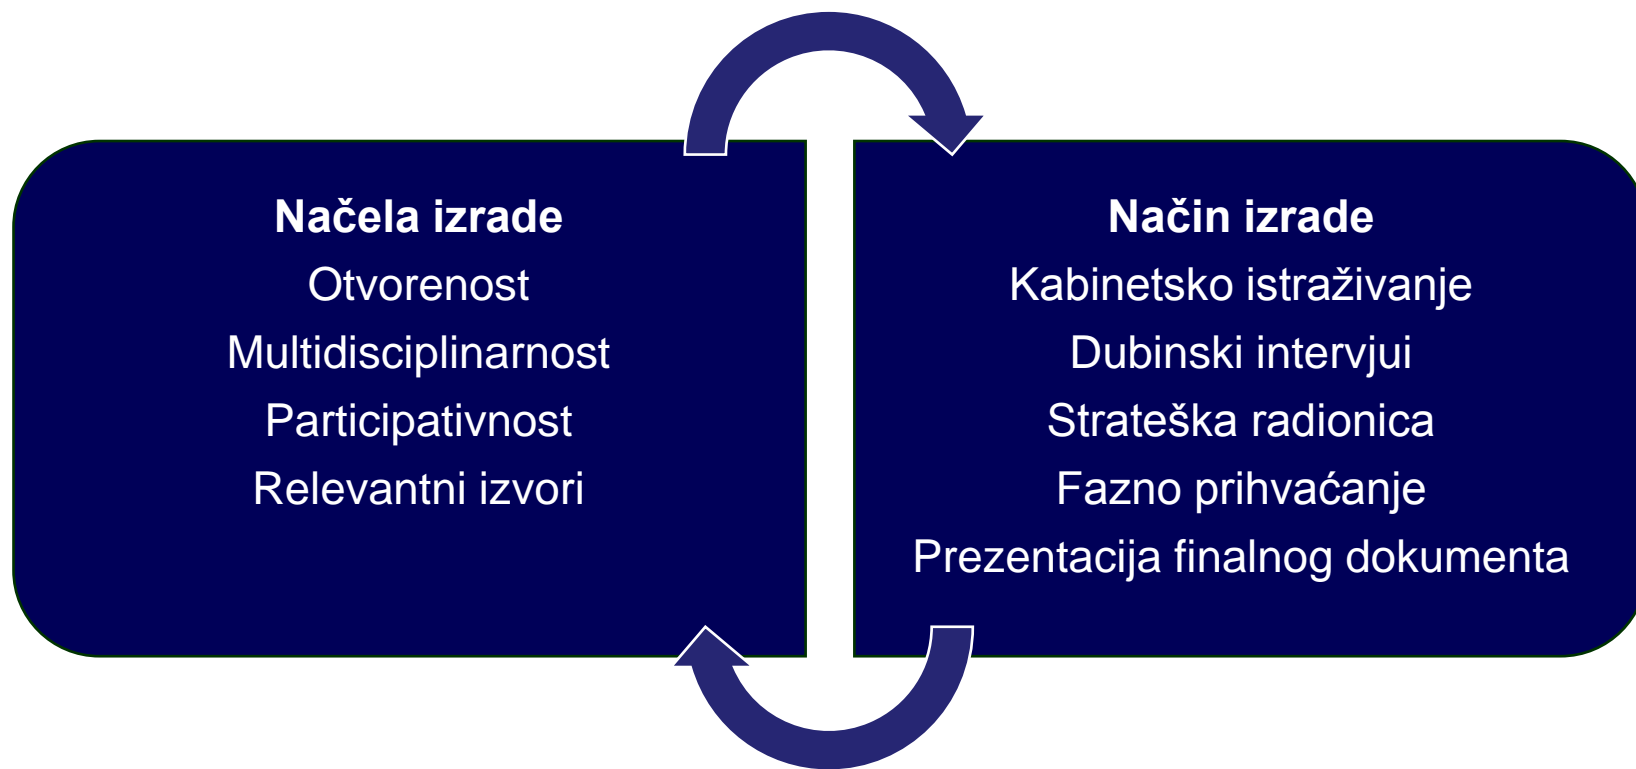 Načela izrade
Otvorenost
Multidisciplinarnost
Participativnost
Relevantni izvori
Način izrade
Kabinetsko istraživanje
Dubinski intervjui
Strateška radionica
Fazno prihvaćanje
Prezentacija finalnog dokumenta